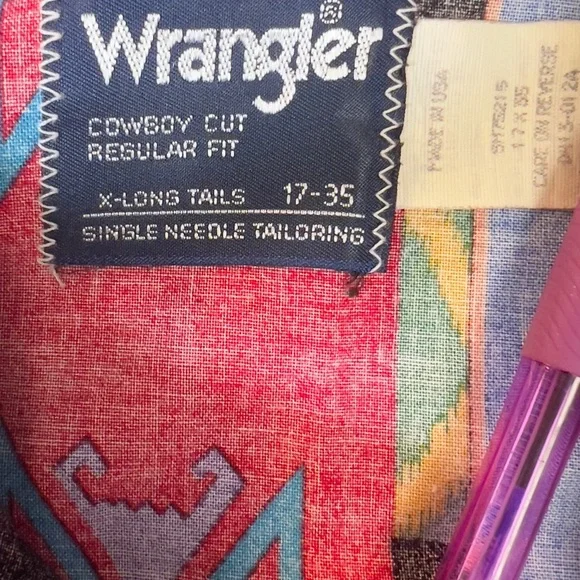 Wrangler®
COWBOY CUT
REGULAR FIT
X-LONG TAILS 17-35
SINGLE NEEDLE TAILORING
MADE IN USA
SM75215
17 X 35
CARE ON REVERSE